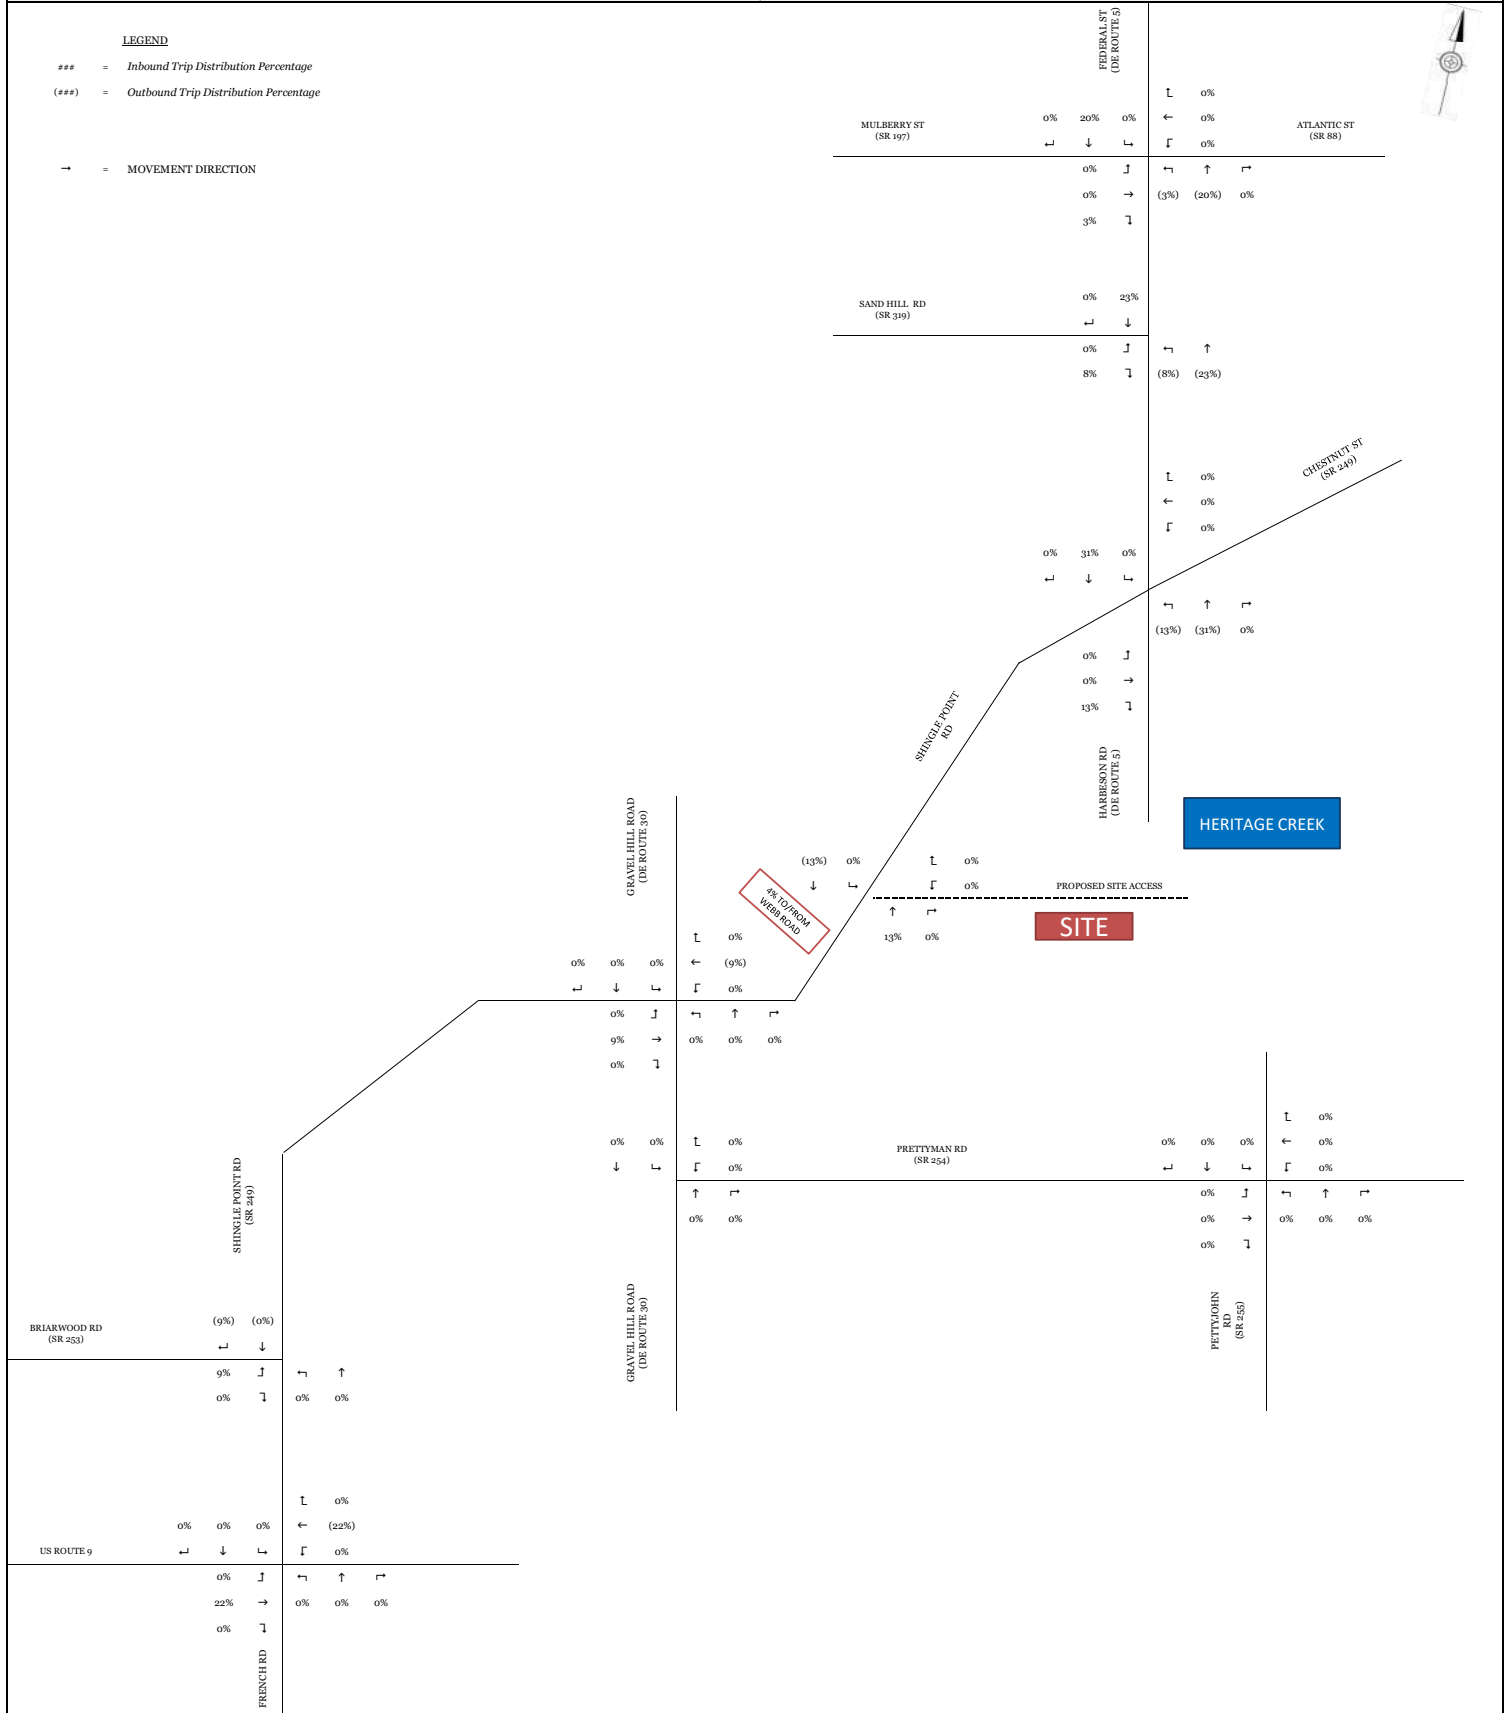 LEGEND
### = Inbound Trip Distribution Percentage
(###) = Outbound Trip Distribution Percentage
→ = MOVEMENT DIRECTION
FEDERAL ST
(DE ROUTE 5)
MULBERRY ST
(SR 197)
ATLANTIC ST
(SR 88)
↑ 0%
0% 20% 0% ← 0%
↵ ↓ ↳ ↓ 0%
0% ↑ ↰ ↑ ↱
0% → (3%) (20%) 0%
3% ↴
SAND HILL RD
(SR 319)
0% 23%
↵ ↓
0% ↑ ↰ ↑
8% ↴ (8%) (23%)
CHESTNUT ST
(SR 249)
↑ 0%
← 0%
↓ 0%
0% 31% 0%
↵ ↓ ↳
↰ ↑ ↱
(13%) (31%) 0%
0% ↑
0% →
13% ↴
SHINGLE POINT
RD
HARBESON RD
(DE ROUTE 5)
HERITAGE CREEK
GRAVEL HILL ROAD
(DE ROUTE 30)
4% TO/FROM
WEBB ROAD
(13%) 0% ↑ 0%
↓ ↳ ↓ 0%
PROPOSED SITE ACCESS
↑ ↱
13% 0%
SITE
↑ 0%
0% 0% 0% ← (9%)
↵ ↓ ↳ ↓ 0%
0% ↑ ↰ ↑ ↱
9% → 0% 0% 0%
0% ↴
0% 0% ↑ 0%
↓ ↳ ↓ 0%
↑ ↱
0% 0%
PRETTYMAN RD
(SR 254)
↑ 0%
0% 0% 0% ← 0%
↵ ↓ ↳ ↓ 0%
0% ↑ ↰ ↑ ↱
0% → 0% 0% 0%
0% ↴
SHINGLE POINT RD
(SR 249)
GRAVEL HILL ROAD
(DE ROUTE 30)
PETTYJOHN
RD
(SR 255)
BRIARWOOD RD
(SR 253)
(9%) (0%)
↵ ↓
9% ↑ ↰ ↑
0% ↴ 0% 0%
↑ 0%
0% 0% 0% ← (22%)
US ROUTE 9
↵ ↓ ↳ ↓ 0%
0% ↑ ↰ ↑ ↱
22% → 0% 0% 0%
0% ↴
FRENCH RD